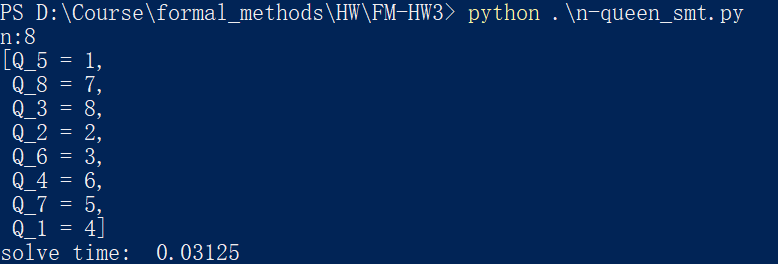 PS D:\Course\formal_methods\HW\FM-HW3> python .\n-queen_smt.py
n:8
[Q_5 = 1,
 Q_8 = 7,
 Q_3 = 8,
 Q_2 = 2,
 Q_6 = 3,
 Q_4 = 6,
 Q_7 = 5,
 Q_1 = 4]
solve time:  0.03125